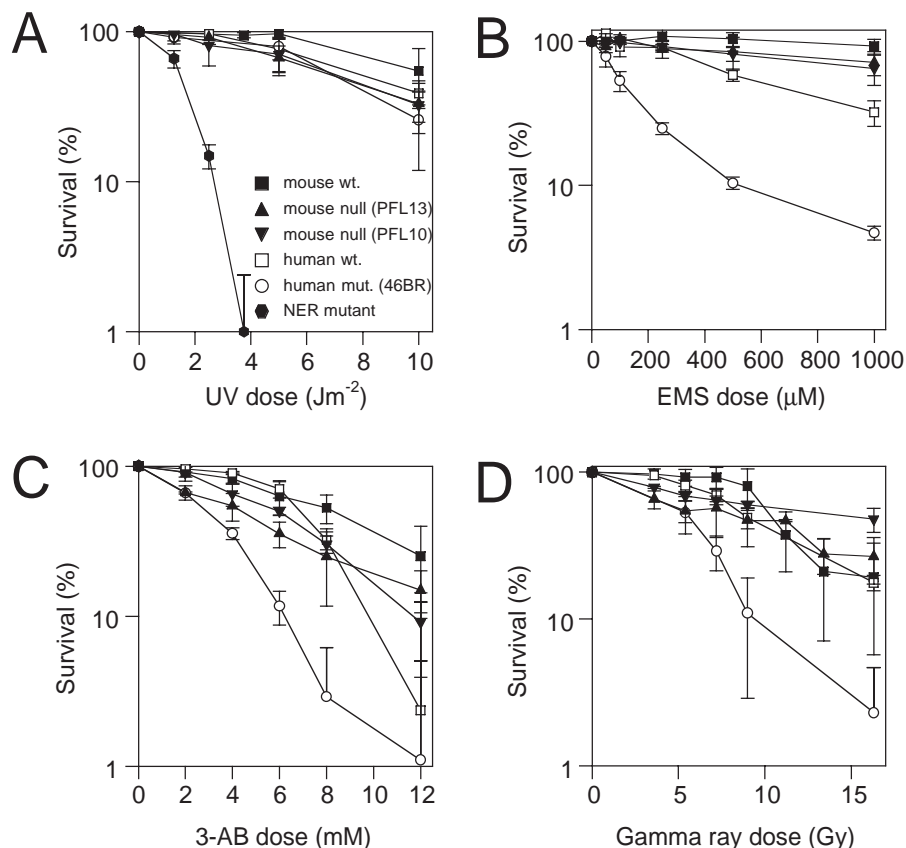 A
100
10
1
Survival (%)
mouse wt.
mouse null (PFL13)
mouse null (PFL10)
human wt.
human mut. (46BR)
NER mutant
0 2 4 6 8 10
UV dose (Jm⁻²)
B
100
10
1
Survival (%)
0 200 400 600 800 1000
EMS dose (μM)
C
100
10
1
Survival (%)
0 2 4 6 8 10 12
3-AB dose (mM)
D
100
10
1
Survival (%)
0 5 10 15
Gamma ray dose (Gy)